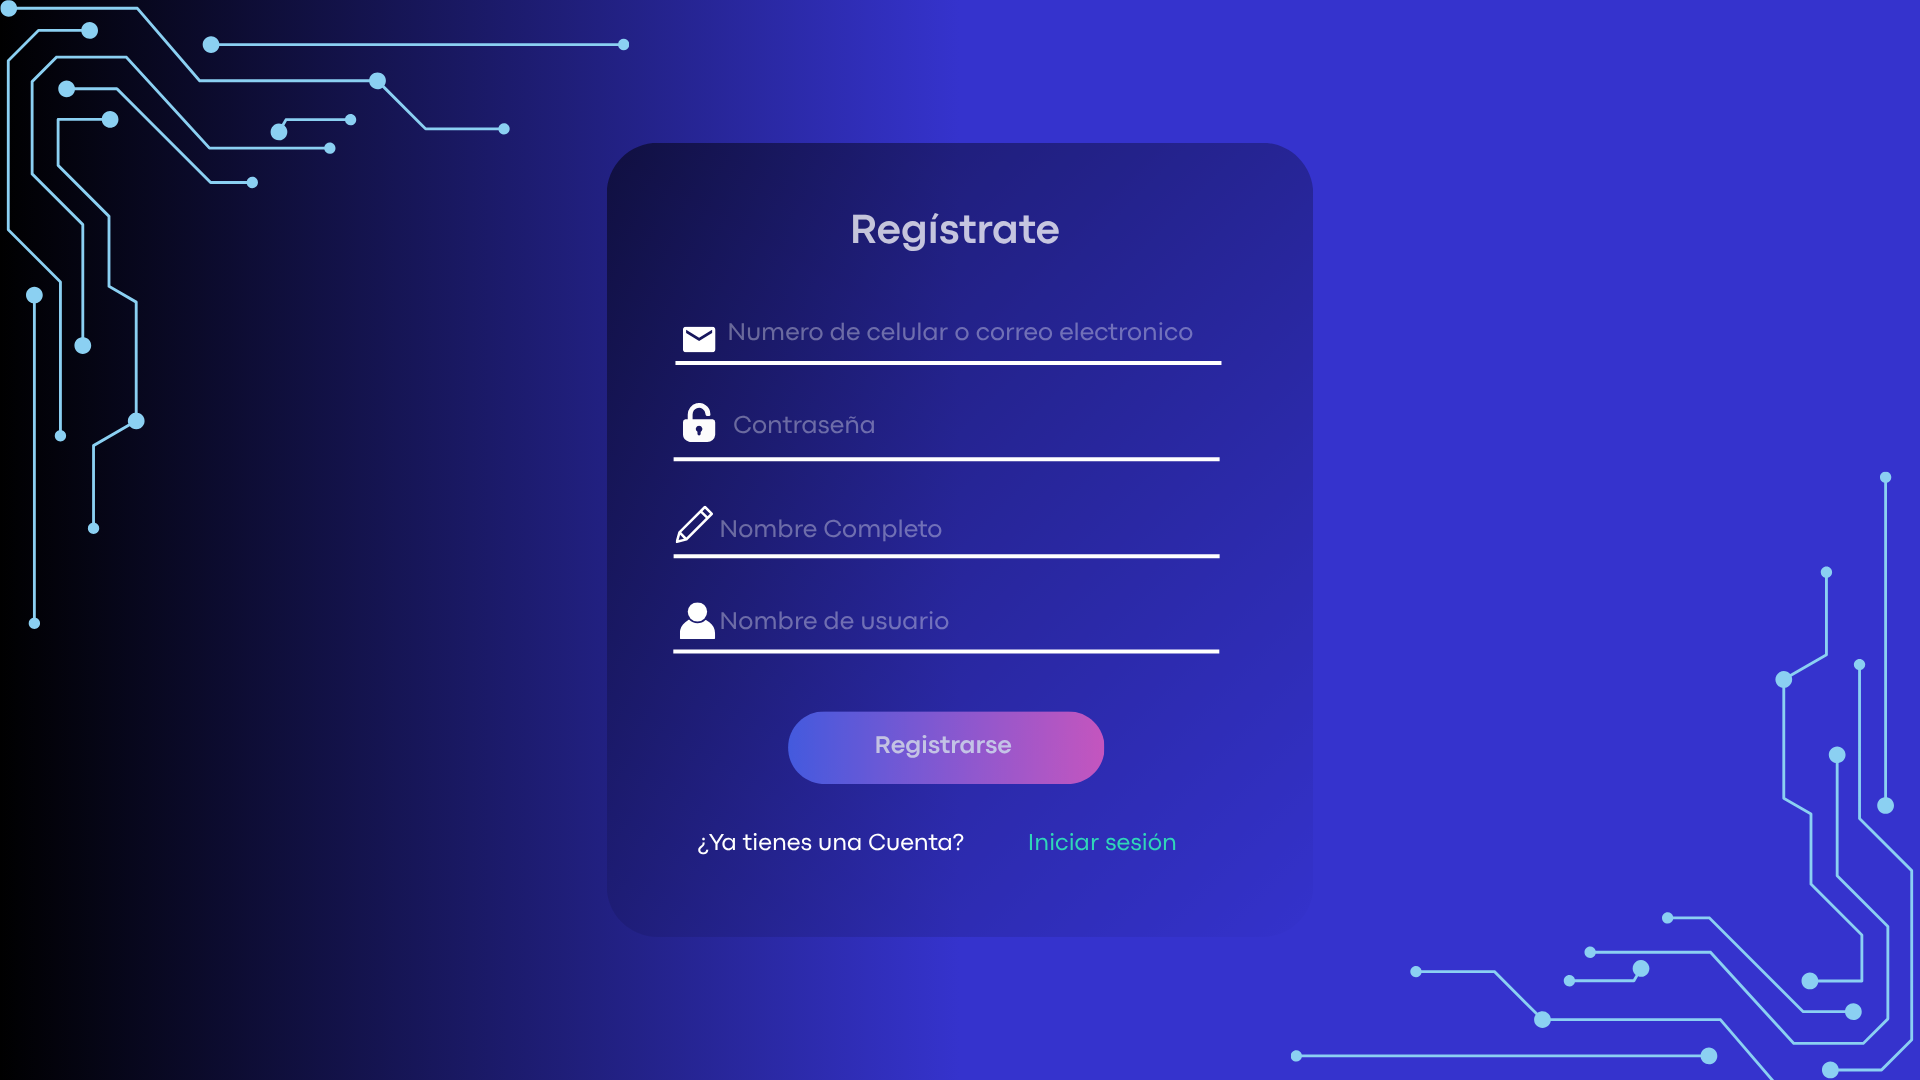 Regístrate
Numero de celular o correo electronico
Contraseña
Nombre Completo
Nombre de usuario
Registrarse
¿Ya tienes una Cuenta? Iniciar sesión